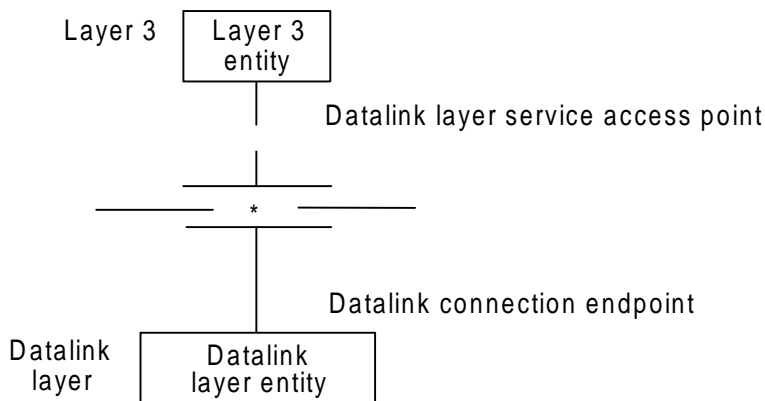 Layer 3
Layer 3
entity
Datalink layer service access point
*
Datalink connection endpoint
Datalink
layer
Datalink
layer entity